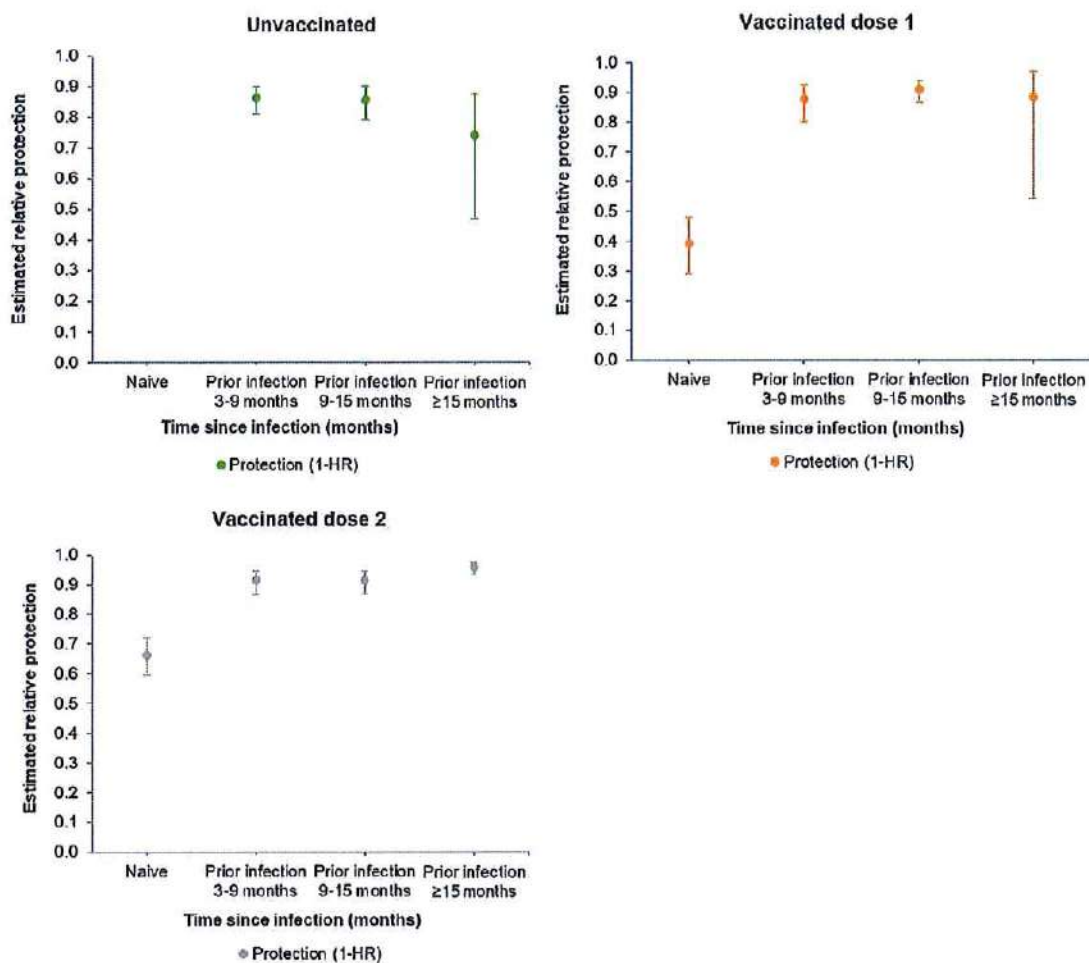 Unvaccinated
Estimated relative protection
1.0
0.9
0.8
0.7
0.6
0.5
0.4
0.3
0.2
0.1
0.0
Naive
Prior infection
3-9 months
Prior infection
9-15 months
Prior infection
≥15 months
Time since infection (months)
Protection (1-HR)
Vaccinated dose 1
Estimated relative protection
1.0
0.9
0.8
0.7
0.6
0.5
0.4
0.3
0.2
0.1
0.0
Naive
Prior infection
3-9 months
Prior infection
9-15 months
Prior infection
≥15 months
Time since infection (months)
Protection (1-HR)
Vaccinated dose 2
Estimated relative protection
1.0
0.9
0.8
0.7
0.6
0.5
0.4
0.3
0.2
0.1
0.0
Naive
Prior infection
3-9 months
Prior infection
9-15 months
Prior infection
≥15 months
Time since infection (months)
Protection (1-HR)